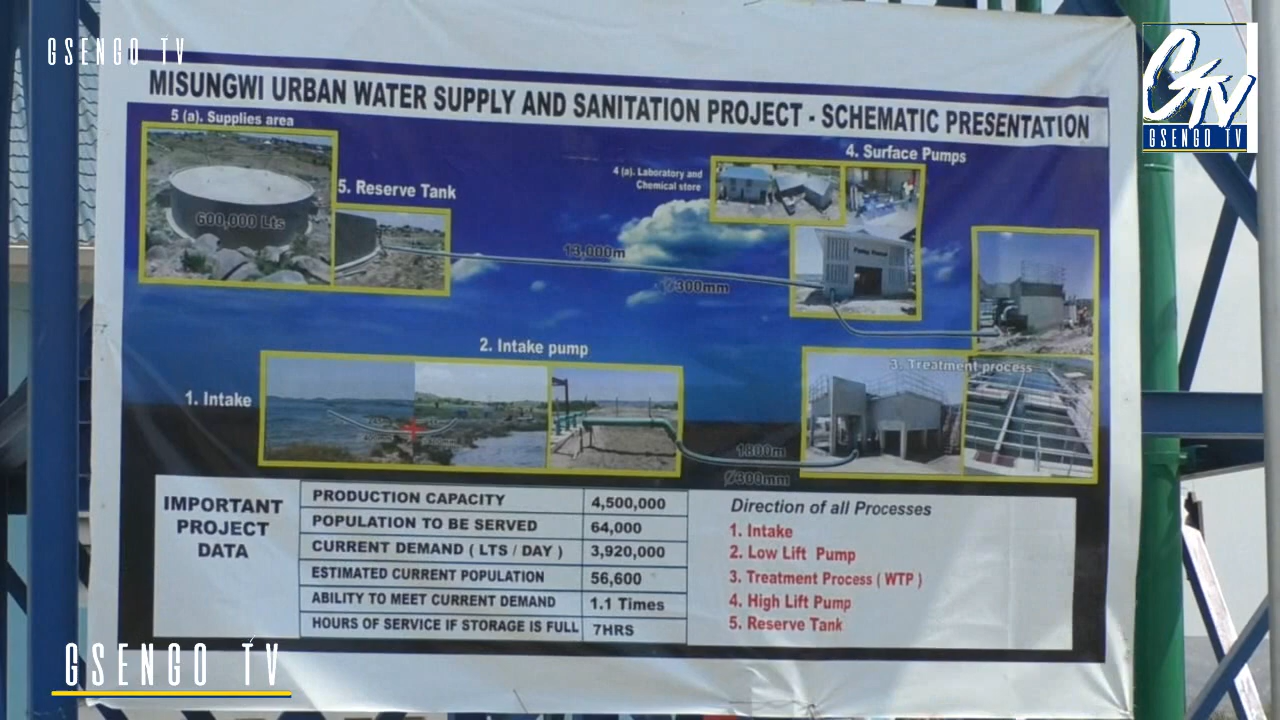 GSENGO TV
GTV
GSENGO TV
MISUNGWI URBAN WATER SUPPLY AND SANITATION PROJECT - SCHEMATIC PRESENTATION
5 (a). Supplies area
600,000 Lts
5. Reserve Tank
4. Surface Pumps
4 (a). Laboratory and
Chemical store
13,000m
Ø300mm
2. Intake pump
1. Intake
3. Treatment process
1800m
Ø300mm
IMPORTANT
PROJECT
DATA
PRODUCTION CAPACITY 4,500,000
POPULATION TO BE SERVED 64,000
CURRENT DEMAND ( LTS / DAY ) 3,920,000
ESTIMATED CURRENT POPULATION 56,600
ABILITY TO MEET CURRENT DEMAND 1.1 Times
HOURS OF SERVICE IF STORAGE IS FULL 7HRS
Direction of all Processes
1. Intake
2. Low Lift Pump
3. Treatment Process ( WTP )
4. High Lift Pump
5. Reserve Tank
GSENGO TV